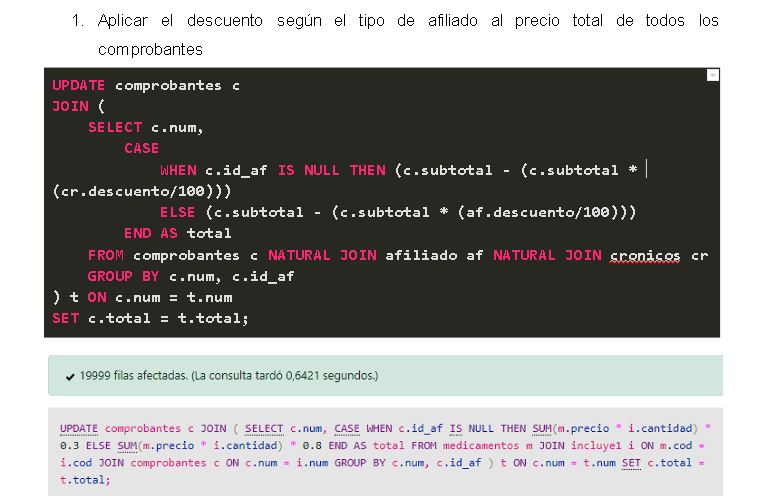 1. Aplicar el descuento según el tipo de afiliado al precio total de todos los
comprobantes
UPDATE comprobantes c
JOIN (
SELECT c.num,
CASE
WHEN c.id_af IS NULL THEN (c.subtotal - (c.subtotal *
(cr.descuento/100)))
ELSE (c.subtotal - (c.subtotal * (af.descuento/100)))
END AS total
FROM comprobantes c NATURAL JOIN afiliado af NATURAL JOIN cronicos cr
GROUP BY c.num, c.id_af
) t ON c.num = t.num
SET c.total = t.total;
✔ 19999 filas afectadas. (La consulta tardó 0,6421 segundos.)
UPDATE comprobantes c JOIN ( SELECT c.num, CASE WHEN c.id_af IS NULL THEN SUM(m.precio * i.cantidad) *
0.3 ELSE SUM(m.precio * i.cantidad) * 0.8 END AS total FROM medicamentos m JOIN incluye1 i ON m.cod =
i.cod JOIN comprobantes c ON c.num = i.num GROUP BY c.num, c.id_af ) t ON c.num = t.num SET c.total =
t.total;